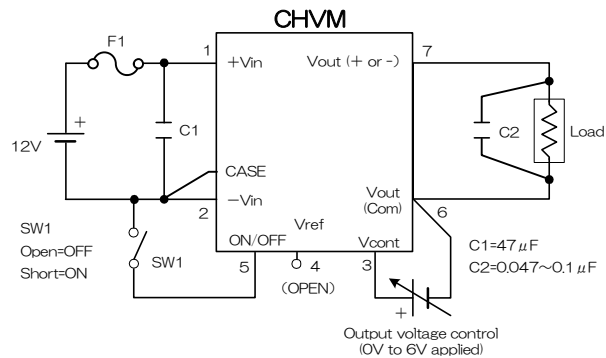 CHVM
F1
1
7
+Vin
Vout (+ or -)
+
12V
C1
C2
Load
CASE
-Vin
2
Vout
(Com)
6
SW1
Open=OFF
Short=ON
SW1
Vref
ON/OFF
Vcont
5
4
3
(OPEN)
+
C1=47μF
C2=0.047~0.1μF
Output voltage control
(0V to 6V applied)